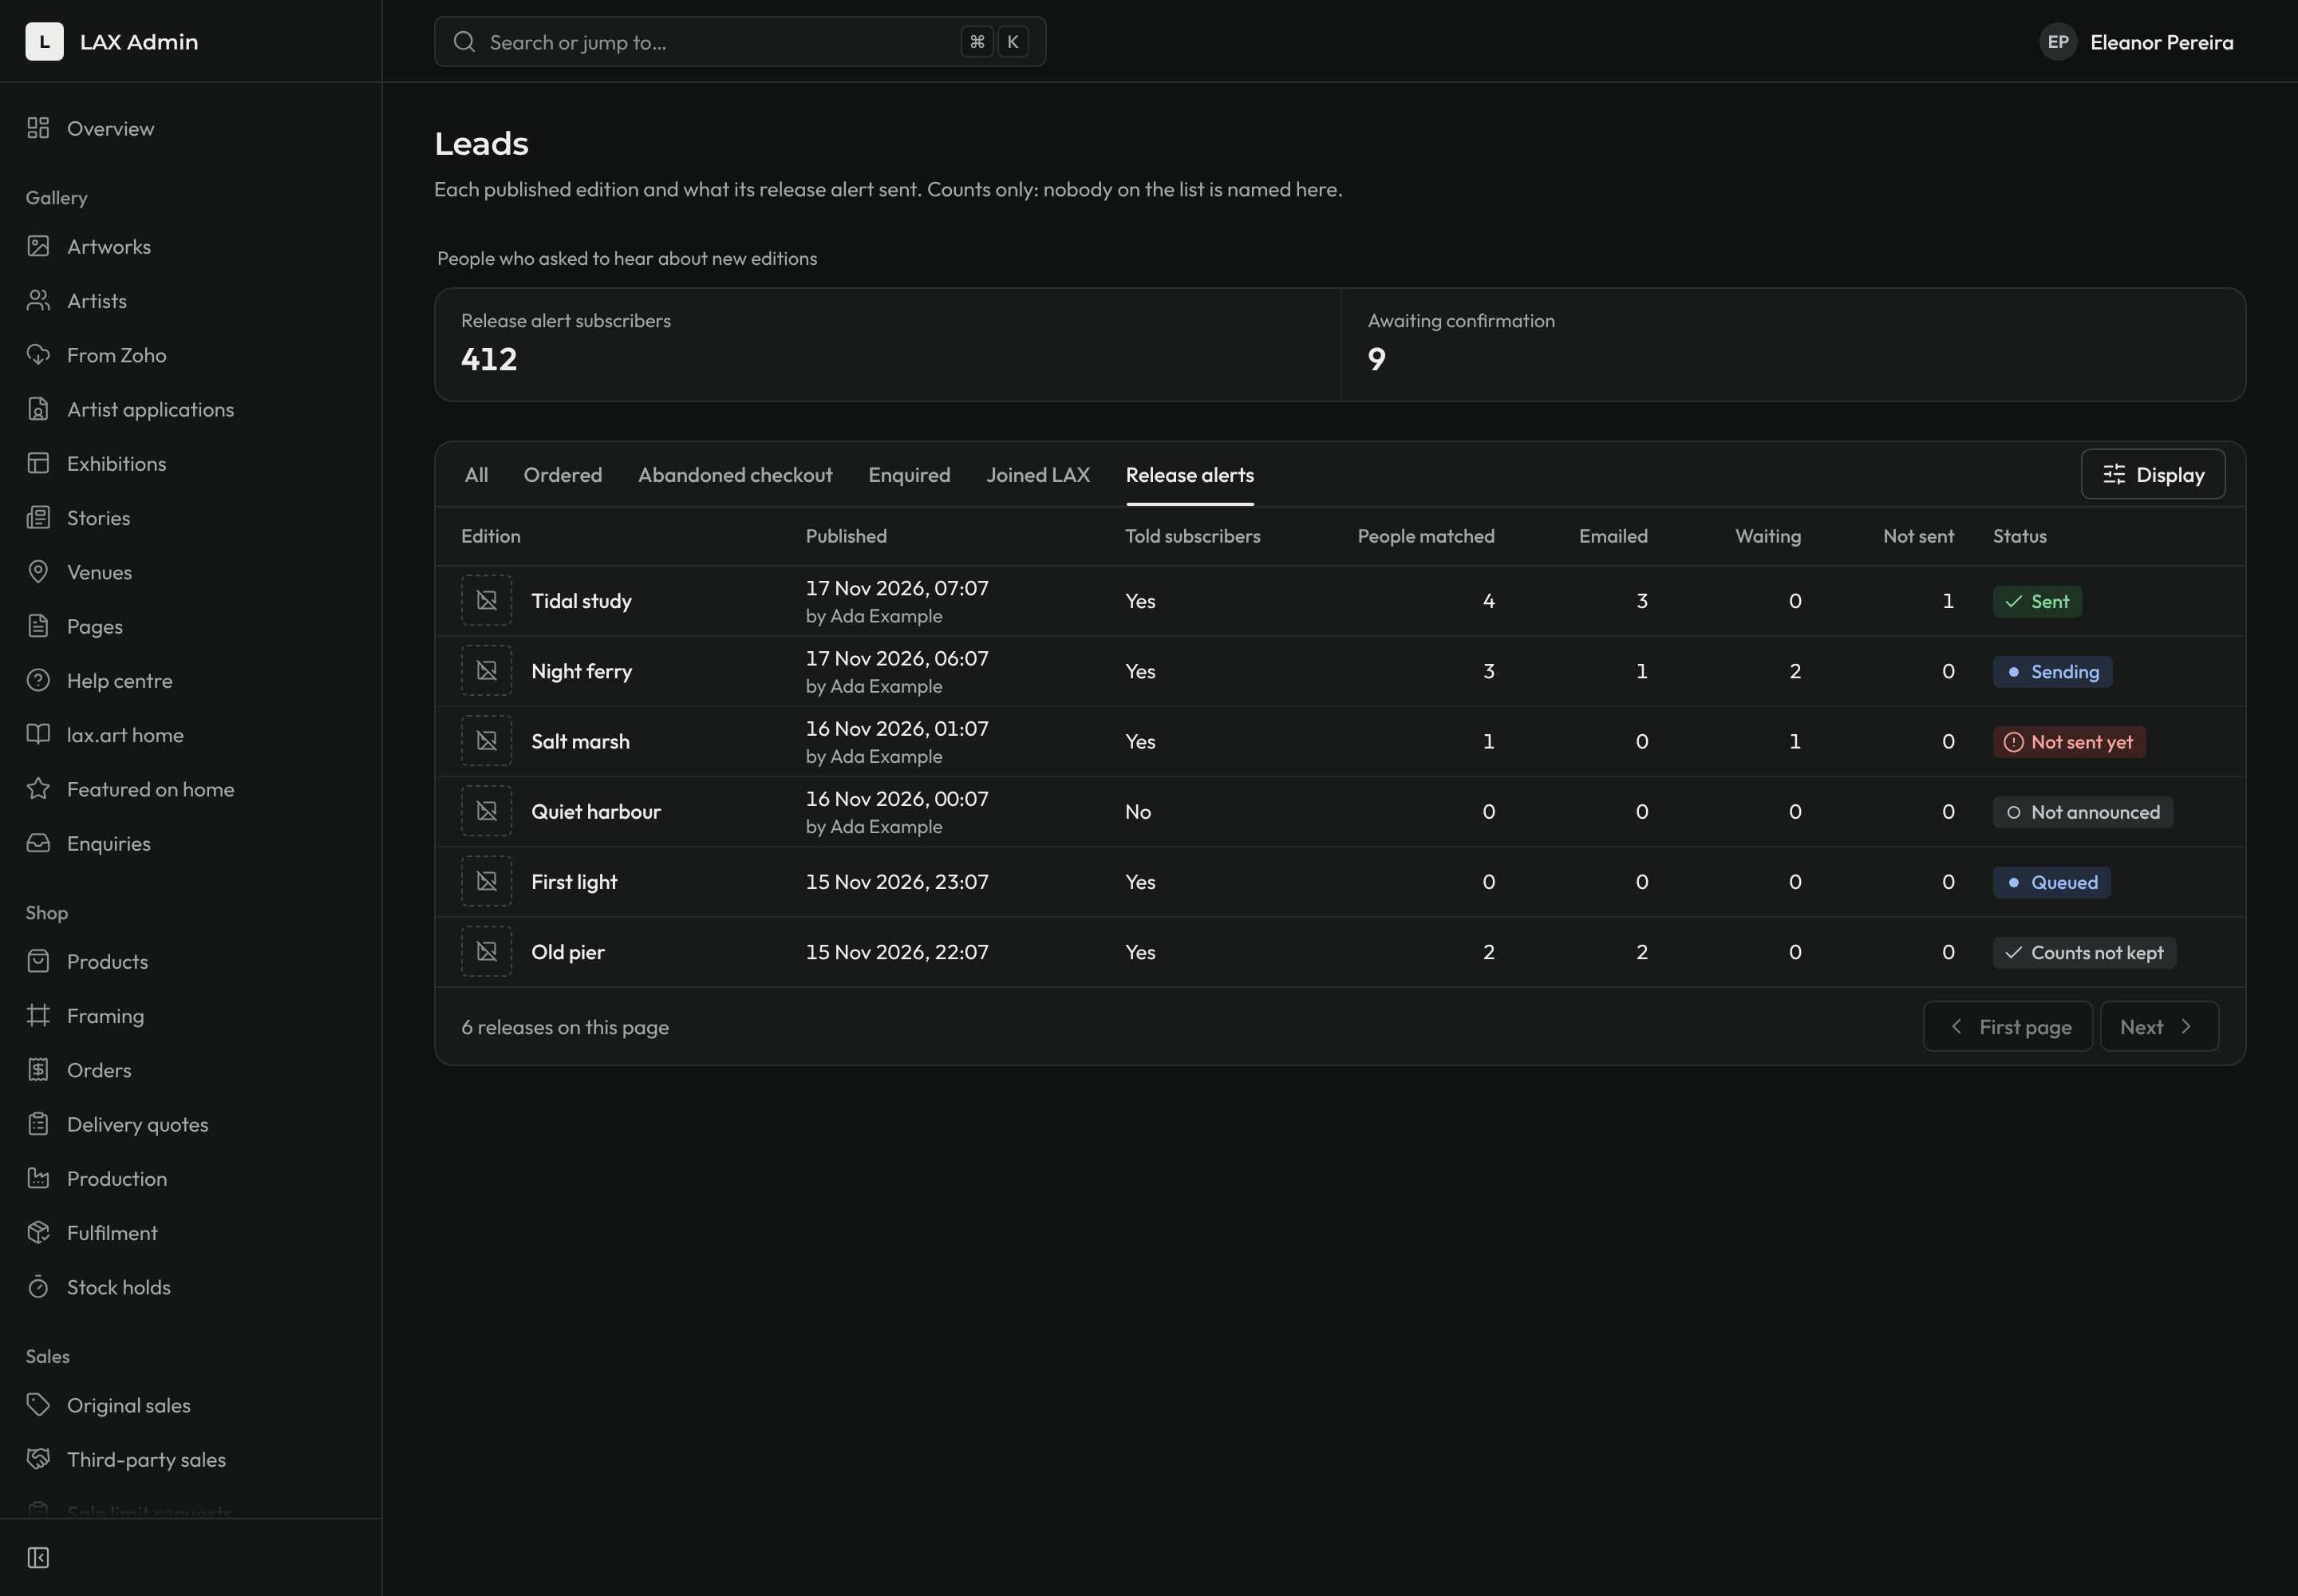 L LAX Admin
Search or jump to… ⌘ K
EP Eleanor Pereira
Overview
Gallery
Artworks
Artists
From Zoho
Artist applications
Exhibitions
Stories
Venues
Pages
Help centre
lax.art home
Featured on home
Enquiries
Shop
Products
Framing
Orders
Delivery quotes
Production
Fulfilment
Stock holds
Sales
Original sales
Third-party sales
Sale limit requests
Leads
Each published edition and what its release alert sent. Counts only: nobody on the list is named here.
People who asked to hear about new editions
Release alert subscribers
412
Awaiting confirmation
9
All Ordered Abandoned checkout Enquired Joined LAX Release alerts Display
Edition Published Told subscribers People matched Emailed Waiting Not sent Status
Tidal study 17 Nov 2026, 07:07 Yes 4 3 0 1 Sent
by Ada Example
Night ferry 17 Nov 2026, 06:07 Yes 3 1 2 0 Sending
by Ada Example
Salt marsh 16 Nov 2026, 01:07 Yes 1 0 1 0 Not sent yet
by Ada Example
Quiet harbour 16 Nov 2026, 00:07 No 0 0 0 0 Not announced
by Ada Example
First light 15 Nov 2026, 23:07 Yes 0 0 0 0 Queued
Old pier 15 Nov 2026, 22:07 Yes 2 2 0 0 Counts not kept
6 releases on this page First page Next